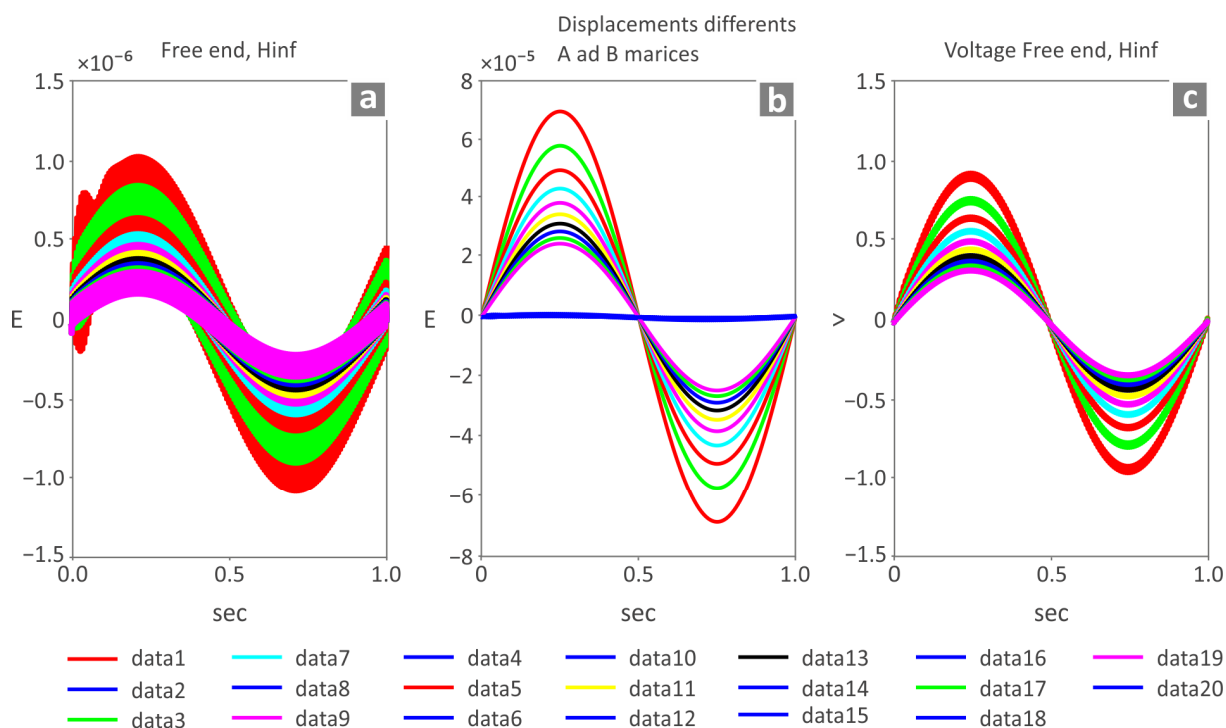 Free end, Hinf
×10−6
a
1.5
1.0
0.5
0
−0.5
−1.0
−1.5
E
0.0
0.5
1.0
sec
Displacements differents
A ad B marices
×10−5
b
8
6
4
2
0
−2
−4
−6
−8
E
0
0.5
1.0
sec
Voltage Free end, Hinf
c
1.5
1.0
0.5
0
−0.5
−1.0
−1.5
V
0
0.5
1.0
sec
data1 data7 data4 data10 data13 data16 data19
data2 data8 data5 data11 data14 data17 data20
data3 data9 data6 data12 data15 data18